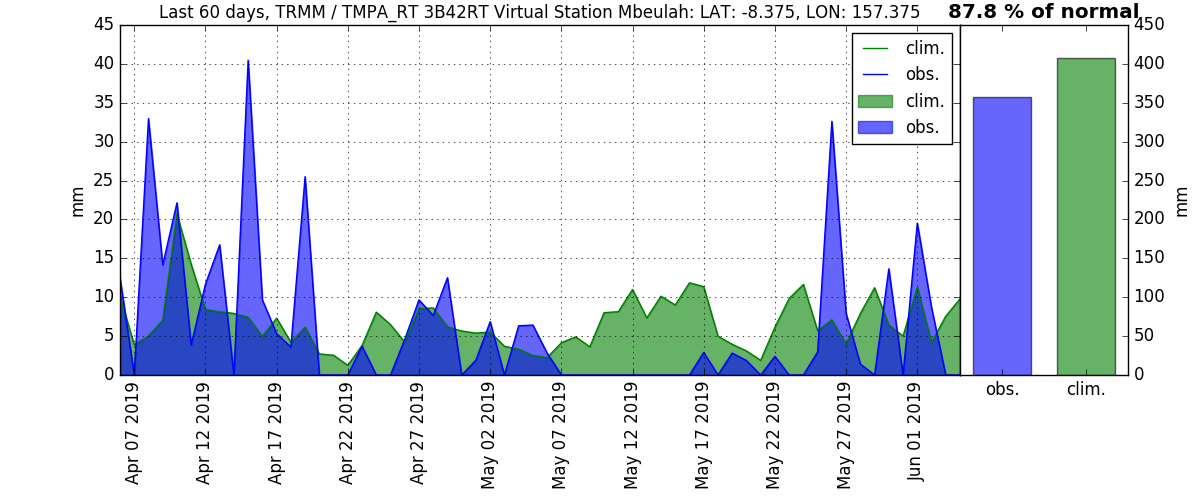 Last 60 days, TRMM / TMPA_RT 3B42RT Virtual Station Mbeulah: LAT: -8.375, LON: 157.375
87.8 % of normal
45
40
35
30
25
20
15
10
5
0
mm
clim.
obs.
clim.
obs.
450
400
350
300
250
200
150
100
50
0
mm
Apr 07 2019
Apr 12 2019
Apr 17 2019
Apr 22 2019
Apr 27 2019
May 02 2019
May 07 2019
May 12 2019
May 17 2019
May 22 2019
May 27 2019
Jun 01 2019
obs.
clim.